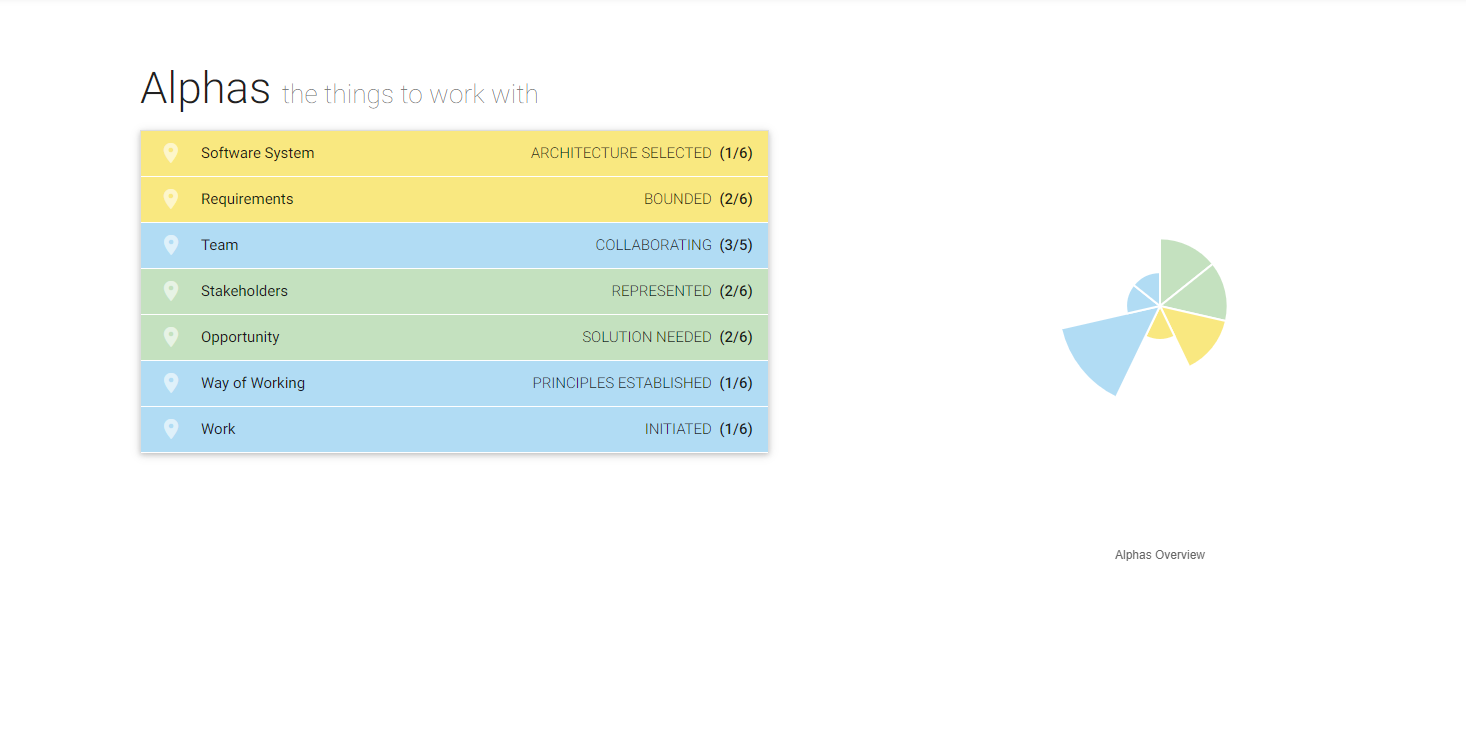 Alphas the things to work with
Software System ARCHITECTURE SELECTED (1/6)
Requirements BOUNDED (2/6)
Team COLLABORATING (3/5)
Stakeholders REPRESENTED (2/6)
Opportunity SOLUTION NEEDED (2/6)
Way of Working PRINCIPLES ESTABLISHED (1/6)
Work INITIATED (1/6)
Alphas Overview